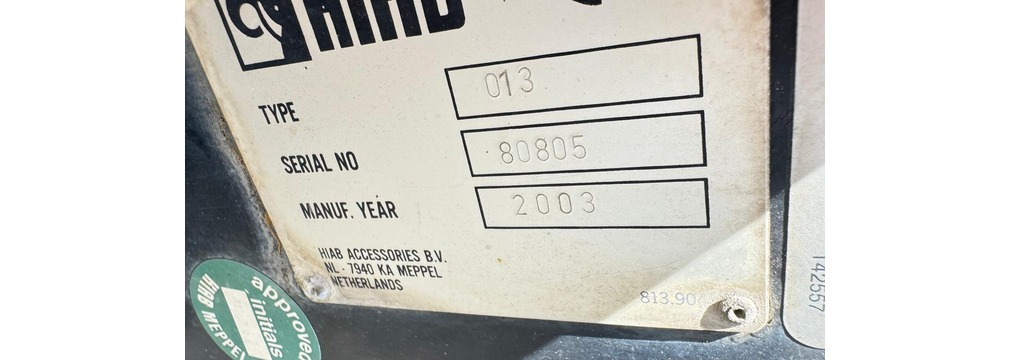 HIAB
TYPE 013
SERIAL NO 80805
MANUF. YEAR 2003
HIAB ACCESSORIES B.V.
NL - 7940 KA MEPPEL
NETHERLANDS
813.904
approved
initials
HIAB MEPPEL
142557